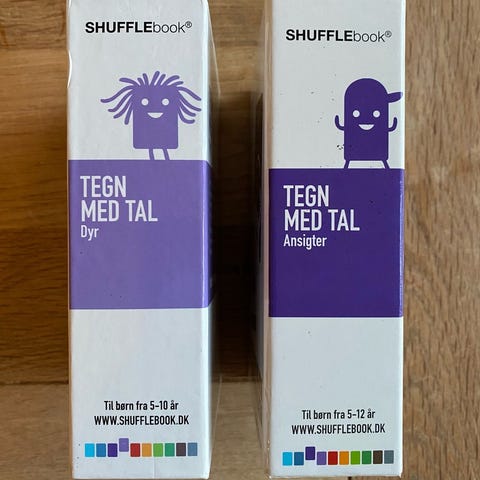 SHUFFLEbook®
TEGN
MED TAL
Dyr
Til børn fra 5-10 år
WWW.SHUFFLEBOOK.DK
SHUFFLEbook®
TEGN
MED TAL
Ansigter
Til børn fra 5-12 år
WWW.SHUFFLEBOOK.DK